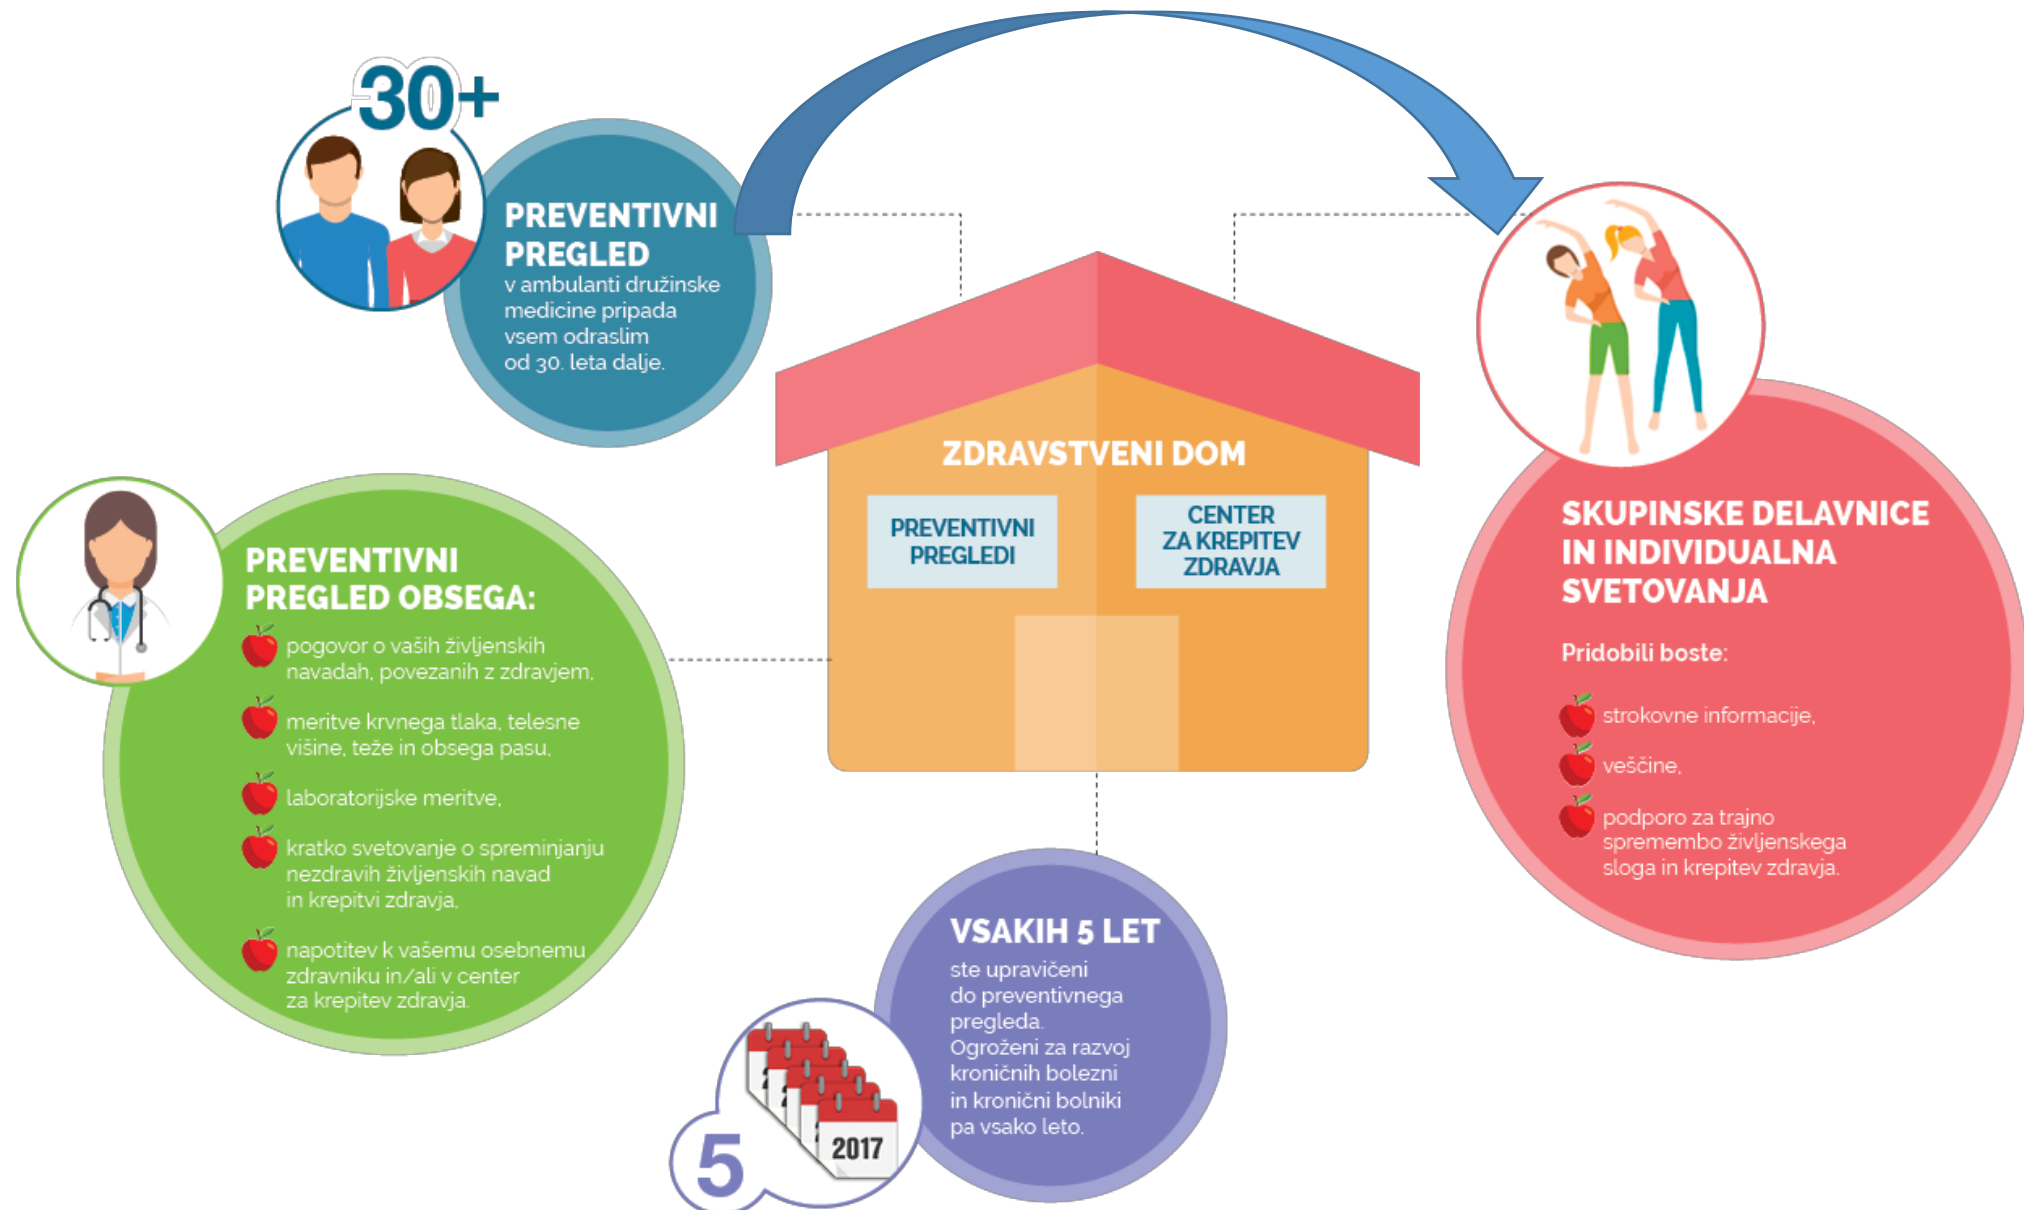 30+
PREVENTIVNI
PREGLED
v ambulanti družinske
medicine pripada
vsem odraslim
od 30. leta dalje.
ZDRAVSTVENI DOM
PREVENTIVNI
PREGLEDI
CENTER
ZA KREPITEV
ZDRAVJA
PREVENTIVNI
PREGLED OBSEGA:
pogovor o vaših življenskih
navadah, povezanih z zdravjem,
meritve krvnega tlaka, telesne
višine, teže in obsega pasu,
laboratorijske meritve,
kratko svetovanje o spreminjanju
nezdravih življenskih navad
in krepitvi zdravja,
napotitev k vašemu osebnemu
zdravniku in/ali v center
za krepitev zdravja.
SKUPINSKE DELAVNICE
IN INDIVIDUALNA
SVETOVANJA
Pridobili boste:
strokovne informacije,
veščine,
podporo za trajno
spremembo življenskega
sloga in krepitev zdravja.
VSAKIH 5 LET
ste upravičeni
do preventivnega
pregleda.
Ogroženi za razvoj
kroničnih bolezni
in kronični bolniki
pa vsako leto.
2017
5